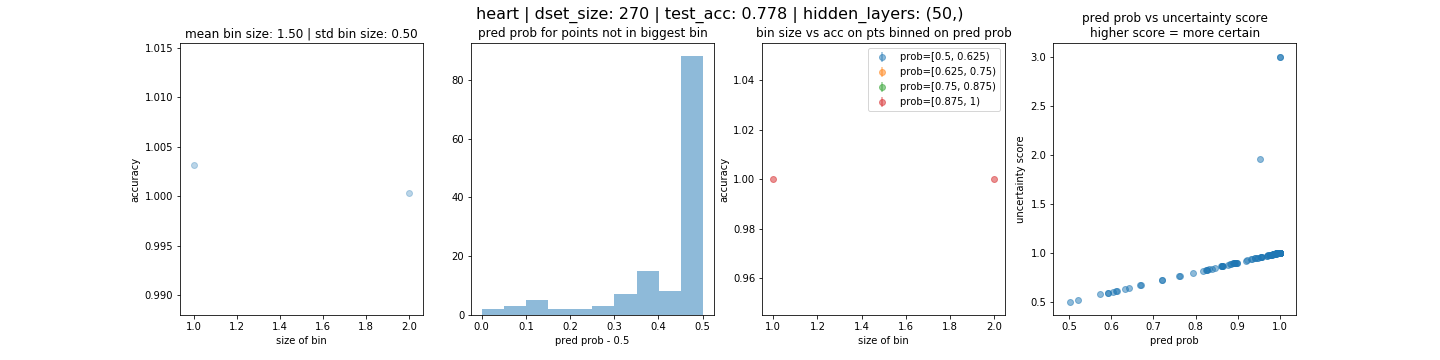 heart | dset_size: 270 | test_acc: 0.778 | hidden_layers: (50,)
mean bin size: 1.50 | std bin size: 0.50
accuracy
1.015
1.010
1.005
1.000
0.995
0.990
1.0 1.2 1.4 1.6 1.8 2.0
size of bin
pred prob for points not in biggest bin
80
60
40
20
0
0.0 0.1 0.2 0.3 0.4 0.5
pred prob - 0.5
bin size vs acc on pts binned on pred prob
accuracy
1.04
1.02
1.00
0.98
0.96
prob=[0.5, 0.625)
prob=[0.625, 0.75)
prob=[0.75, 0.875)
prob=[0.875, 1)
1.0 1.2 1.4 1.6 1.8 2.0
size of bin
pred prob vs uncertainty score
higher score = more certain
uncertainty score
3.0
2.5
2.0
1.5
1.0
0.5
0.5 0.6 0.7 0.8 0.9 1.0
pred prob